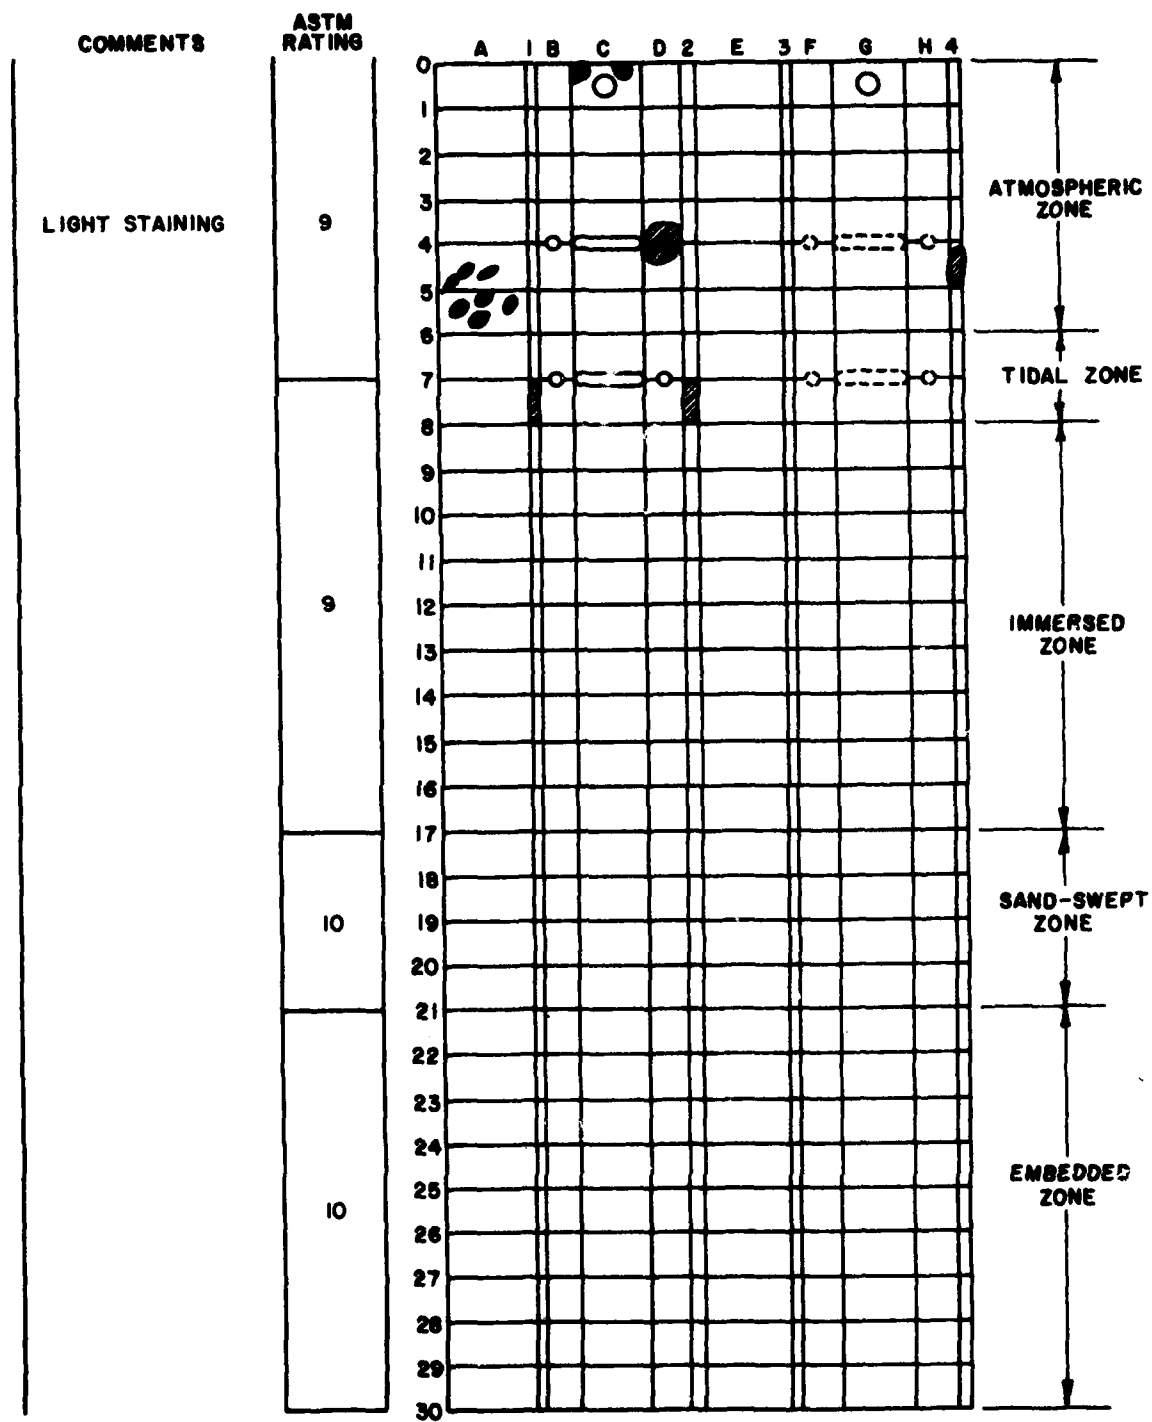 COMMENTS
ASTM
RATING
A 1 B C D 2 E 3 F G H 4
0
1
2
3
LIGHT STAINING
9
ATMOSPHERIC
ZONE
4
5
6
7
TIDAL ZONE
8
9
10
11
12
9
IMMERSED
ZONE
13
14
15
16
17
18
10
19
SAND-SWEPT
ZONE
20
21
22
23
24
25
10
EMBEDDED
ZONE
26
27
28
29
30